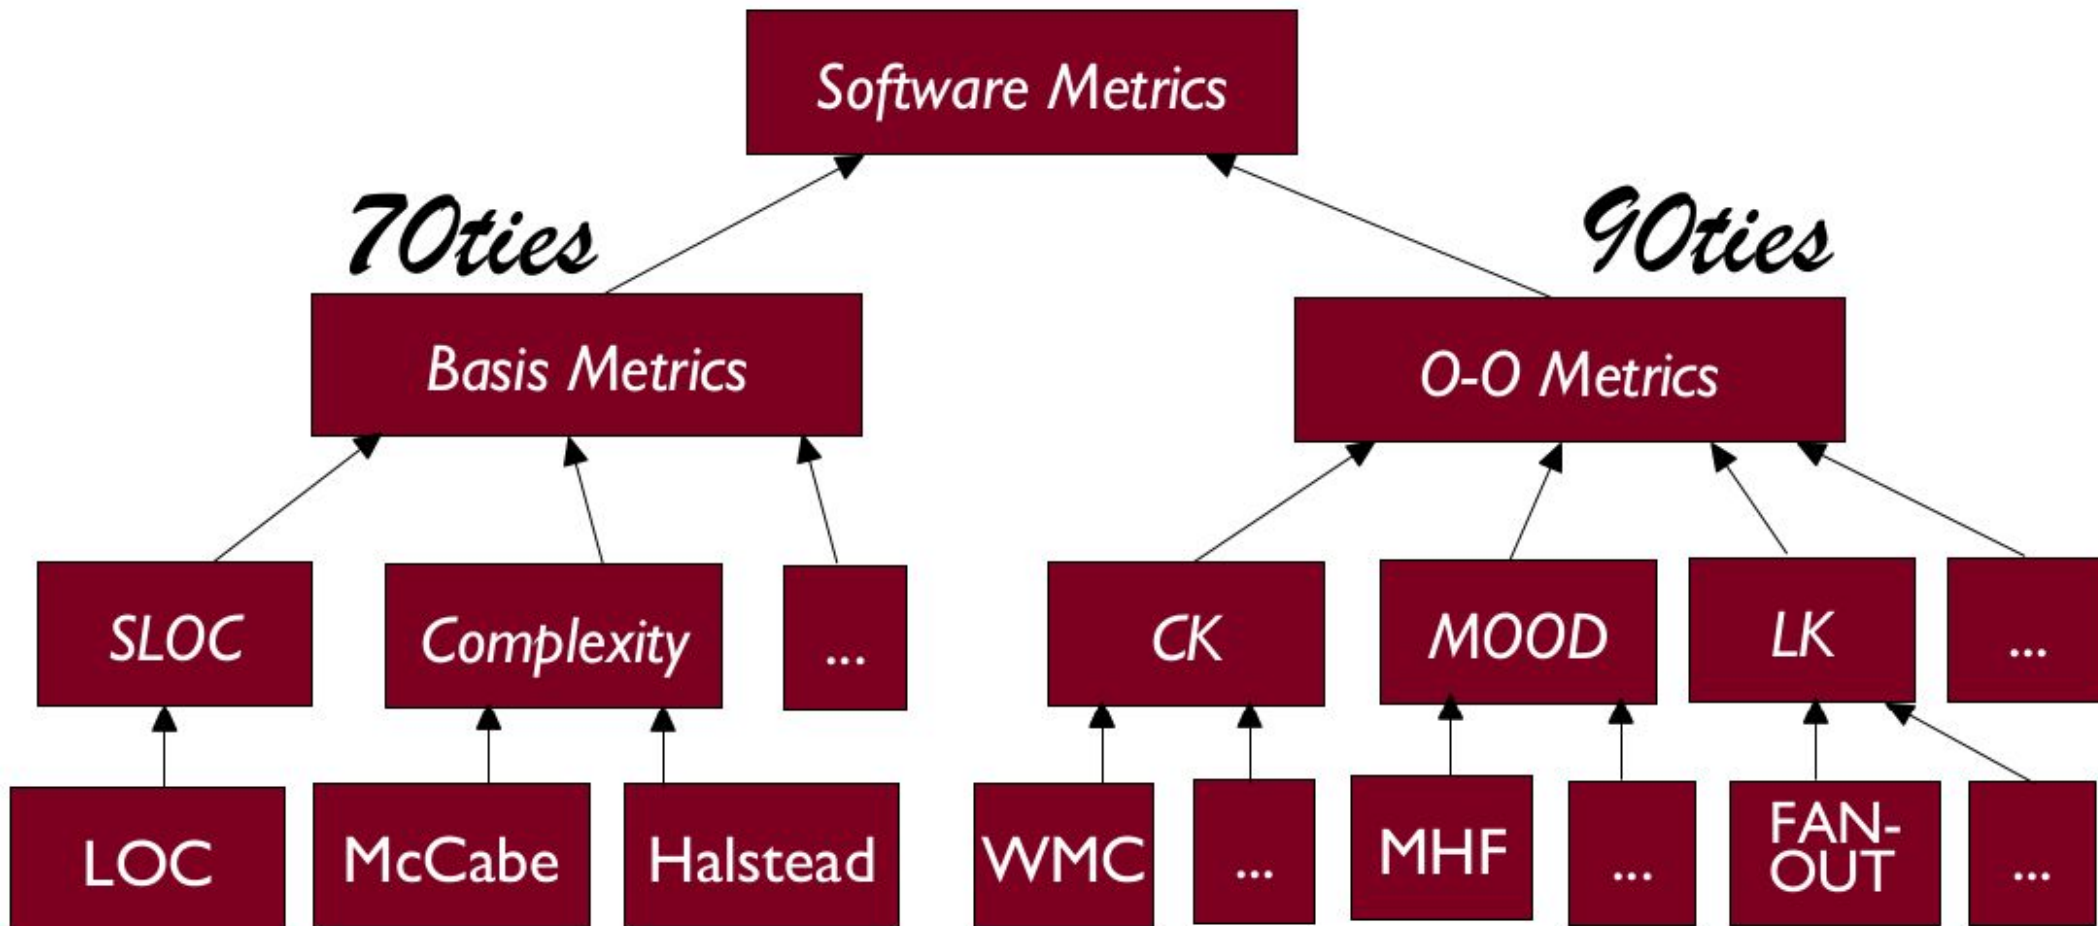 Software Metrics
70ties
90ties
Basis Metrics
O-O Metrics
SLOC
Complexity
...
CK
MOOD
LK
...
LOC
McCabe
Halstead
WMC
...
MHF
...
FAN-
OUT
...